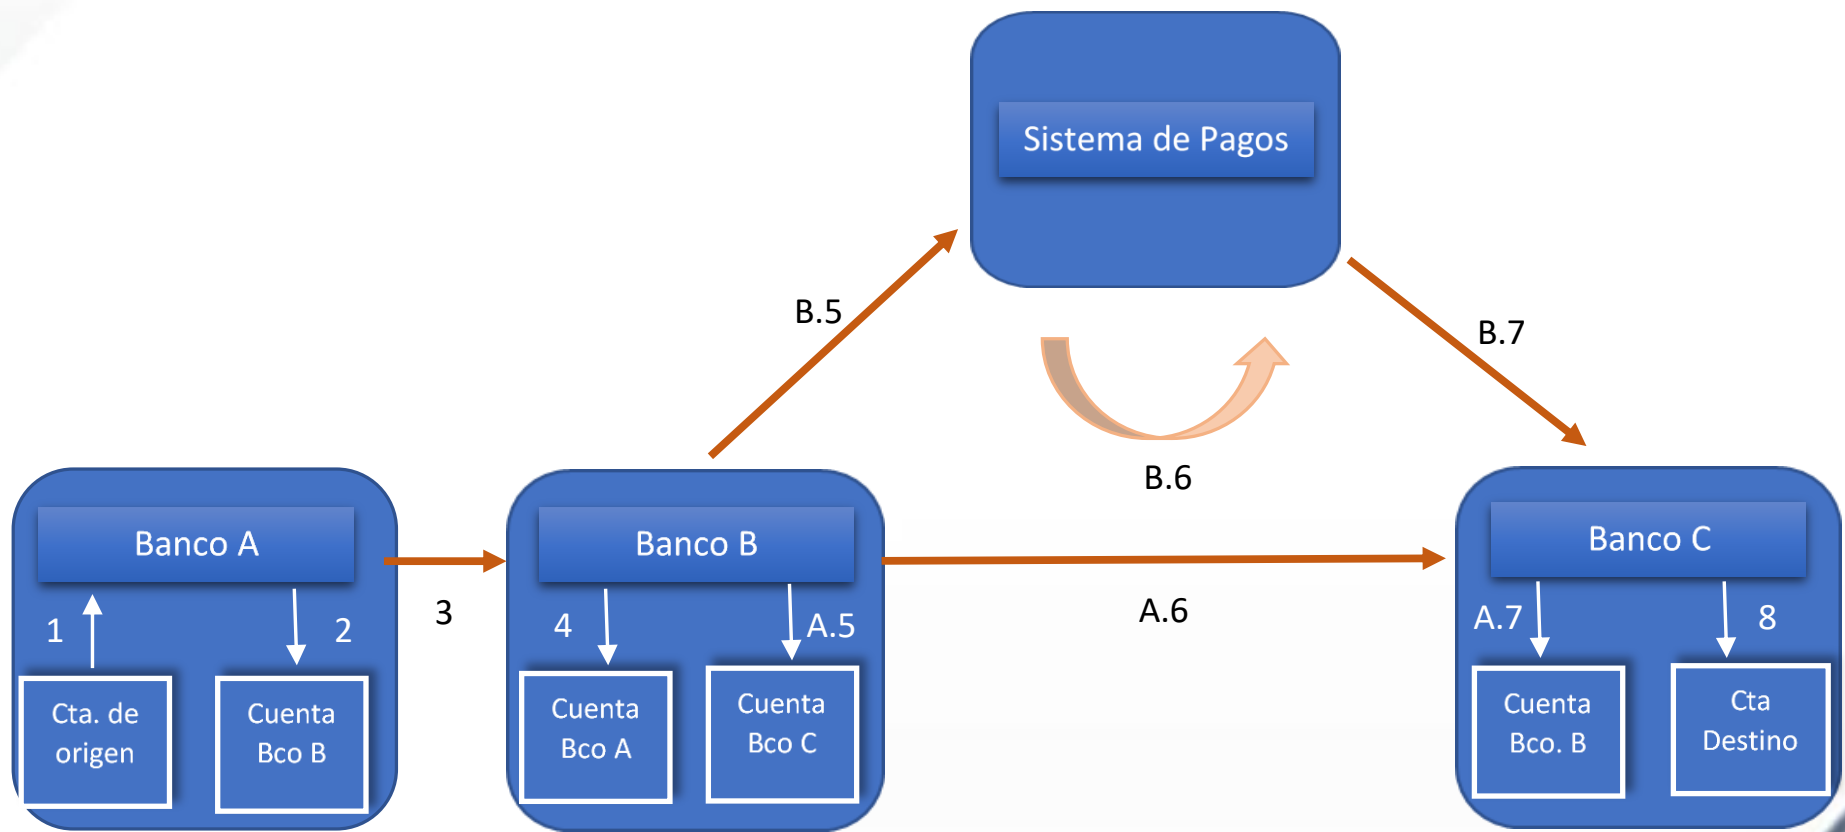 Sistema de Pagos
B.5
B.7
B.6
Banco A
Banco B
Banco C
3
A.6
1
2
4
A.5
A.7
8
Cta. de
origen
Cuenta
Bco B
Cuenta
Bco A
Cuenta
Bco C
Cuenta
Bco. B
Cta
Destino